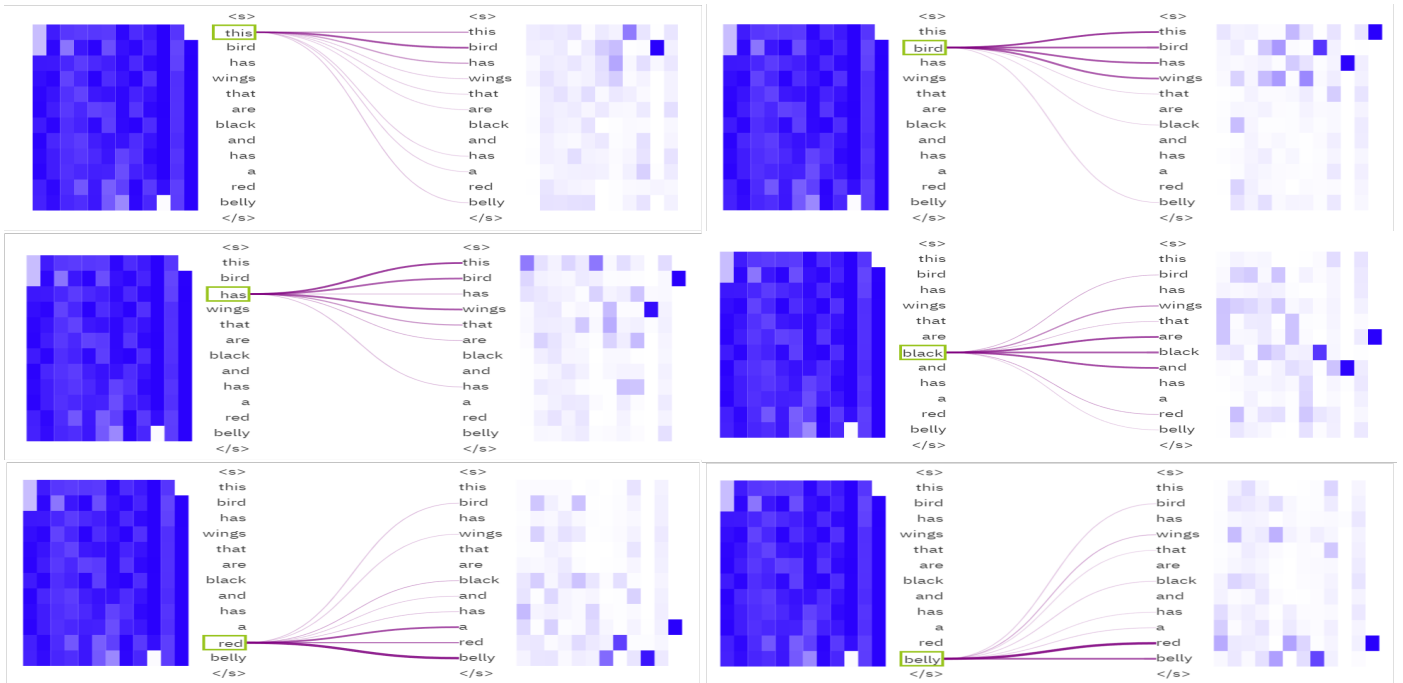 <s> <s>
this this
bird bird
has has
wings wings
that that
are are
black black
and and
has has
a a
red red
belly belly
</s> </s>
<s> <s>
this this
bird bird
has has
wings wings
that that
are are
black black
and and
has has
a a
red red
belly belly
</s> </s>
<s> <s>
this this
bird bird
has has
wings wings
that that
are are
black black
and and
has has
a a
red red
belly belly
</s> </s>
<s> <s>
this this
bird bird
has has
wings wings
that that
are are
black black
and and
has has
a a
red red
belly belly
</s> </s>
<s> <s>
this this
bird bird
has has
wings wings
that that
are are
black black
and and
has has
a a
red red
belly belly
</s> </s>
<s> <s>
this this
bird bird
has has
wings wings
that that
are are
black black
and and
has has
a a
red red
belly belly
</s> </s>